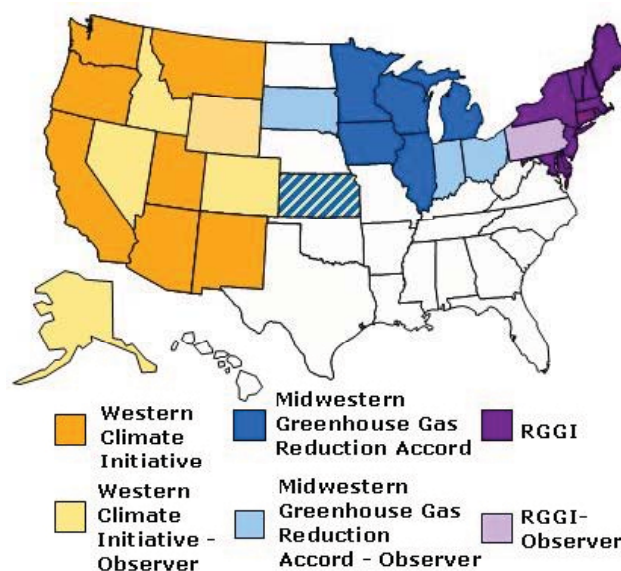 Western
Climate
Initiative
Midwestern
Greenhouse Gas
Reduction Accord
RGGI
Western
Climate
Initiative -
Observer
Midwestern
Greenhouse Gas
Reduction
Accord - Observer
RGGI-
Observer